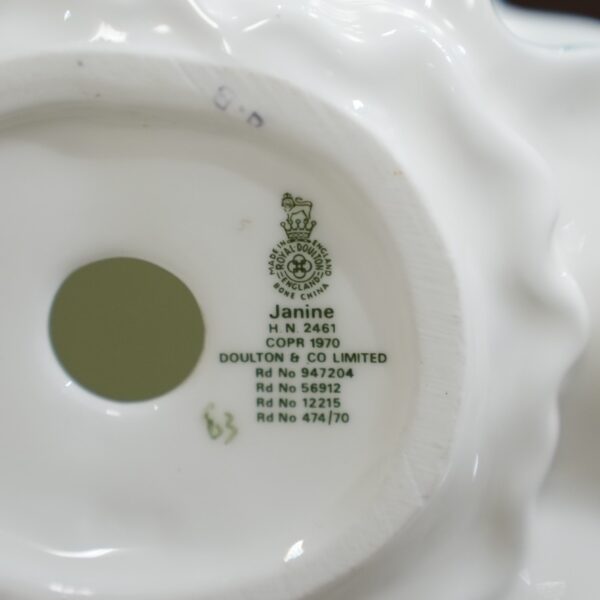 MADE IN ENGLAND
ROYAL DOULTON
ENGLAND
BONE CHINA
Janine
H. N. 2461
COPR 1970
DOULTON & CO LIMITED
Rd No 947204
Rd No 56912
Rd No 12215
Rd No 474/70
63